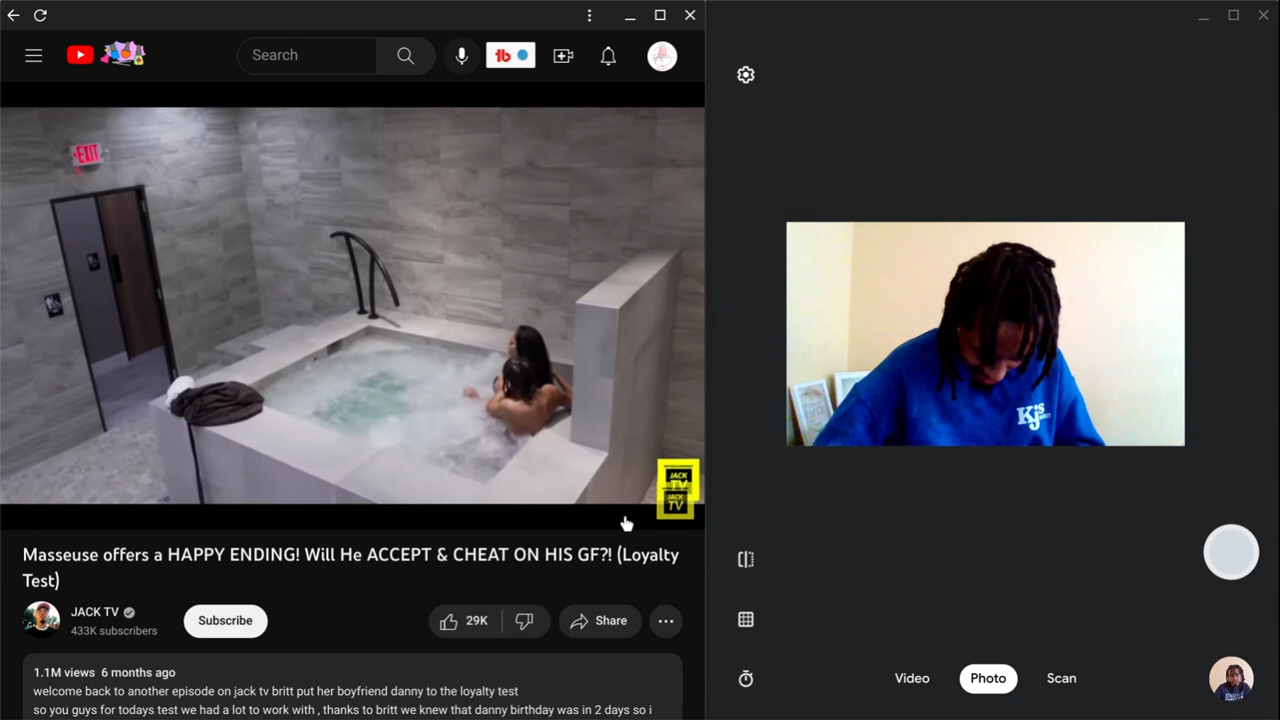 Search
tb
EXIT
JACK
TV
JACK
TV
Masseuse offers a HAPPY ENDING! Will He ACCEPT & CHEAT ON HIS GF?! (Loyalty
Test)
JACK TV
433K subscribers
Subscribe
29K
Share
1.1M views 6 months ago
welcome back to another episode on jack tv britt put her boyfriend danny to the loyalty test
so you guys for todays test we had a lot to work with , thanks to britt we knew that danny birthday was in 2 days so i
Kj's
Video
Photo
Scan